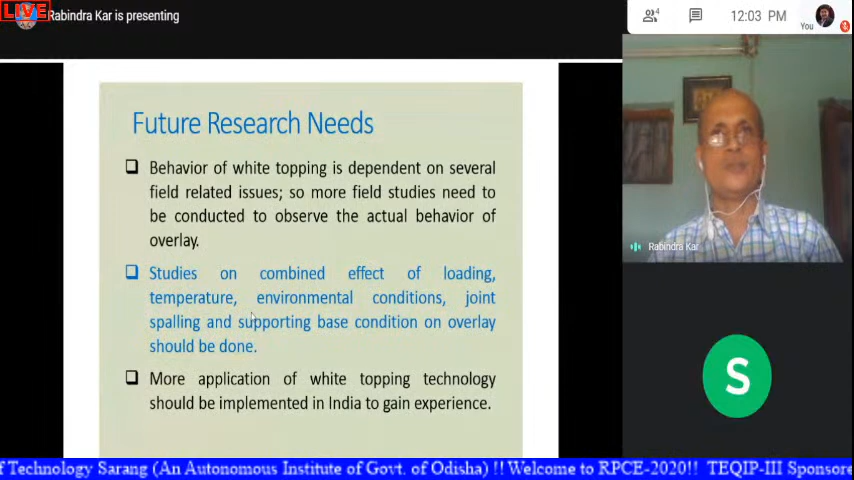 LIVE
Rabindra Kar is presenting
4
12:03 PM
You
Future Research Needs
Behavior of white topping is dependent on several
field related issues; so more field studies need to
be conducted to observe the actual behavior of
overlay.
Studies on combined effect of loading,
temperature, environmental conditions, joint
spalling and supporting base condition on overlay
should be done.
More application of white topping technology
should be implemented in India to gain experience.
Rabindra Kar
S
f Technology Sarang (An Autonomous Institute of Govt. of Odisha) !! Welcome to RPCE-2020!! TEQIP-III Sponsore